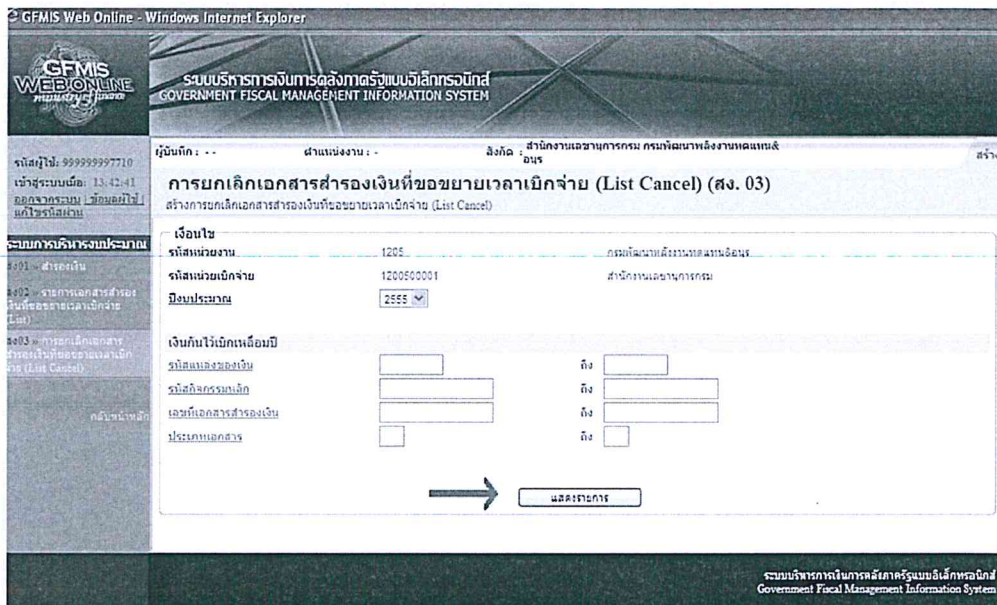 GFMIS Web Online - Windows Internet Explorer
GFMIS
WEB ONLINE
ministry of finance
ระบบบริหารการเงินการคลังภาครัฐแบบอิเล็กทรอนิกส์
GOVERNMENT FISCAL MANAGEMENT INFORMATION SYSTEM
รหัสผู้ใช้: 999999997710
เข้าสู่ระบบเมื่อ: 13:42:41
ออกจากระบบ | ข้อมูลผู้ใช้ |
แก้ไขรหัสผ่าน
ระบบการบริหารงบประมาณ
สง01 » สำรองเงิน
สง02 » รายการเอกสารสำรอง
เงินที่ขอขยายเวลาเบิกจ่าย
(List)
สง03 » การยกเลิกเอกสาร
สำรองเงินที่ขอขยายเวลาเบิก
จ่าย (List Cancel)
กลับหน้าหลัก
ผู้บันทึก : - - ตำแหน่งงาน : - สังกัด : สำนักงานเลขานุการกรม กรมพัฒนาพลังงานทดแทน&
อนุร
สร้าง
การยกเลิกเอกสารสำรองเงินที่ขอขยายเวลาเบิกจ่าย (List Cancel) (สง. 03)
สร้างการยกเลิกเอกสารสำรองเงินที่ขอขยายเวลาเบิกจ่าย (List Cancel)
เงื่อนไข
รหัสหน่วยงาน 1205 กรมพัฒนาพลังงานทดแทน&อนุร
รหัสหน่วยเบิกจ่าย 1200500001 สำนักงานเลขานุการกรม
ปีงบประมาณ 2555
เงินกันไว้เบิกเหลื่อมปี
รหัสแหล่งของเงิน ถึง
รหัสกิจกรรมหลัก ถึง
เลขที่เอกสารสำรองเงิน ถึง
ประเภทเอกสาร ถึง
แสดงรายการ
ระบบบริหารการเงินการคลังภาครัฐแบบอิเล็กทรอนิกส์
Government Fiscal Management Information System